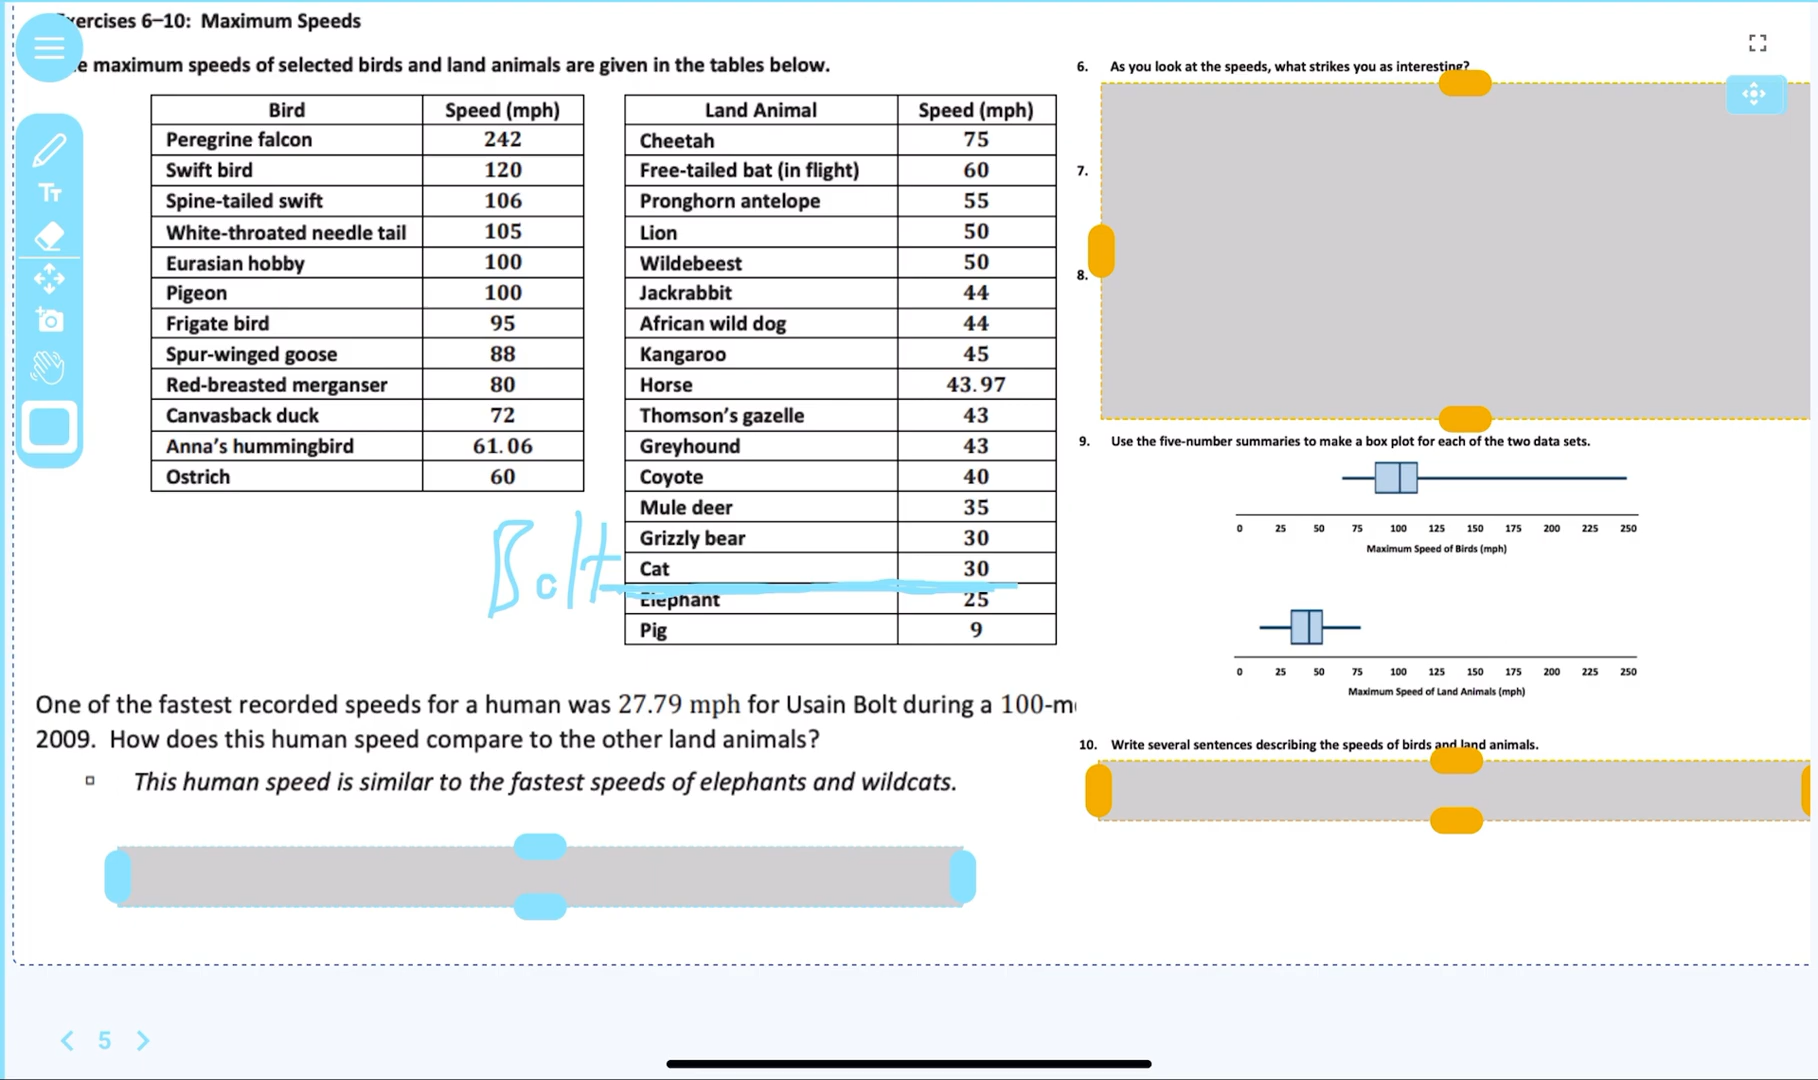 ercises 6–10: Maximum Speeds
e maximum speeds of selected birds and land animals are given in the tables below.
Bird Speed (mph)
Peregrine falcon 242
Swift bird 120
Spine-tailed swift 106
White-throated needle tail 105
Eurasian hobby 100
Pigeon 100
Frigate bird 95
Spur-winged goose 88
Red-breasted merganser 80
Canvasback duck 72
Anna's hummingbird 61.06
Ostrich 60
Land Animal Speed (mph)
Cheetah 75
Free-tailed bat (in flight) 60
Pronghorn antelope 55
Lion 50
Wildebeest 50
Jackrabbit 44
African wild dog 44
Kangaroo 45
Horse 43.97
Thomson's gazelle 43
Greyhound 43
Coyote 40
Mule deer 35
Grizzly bear 30
Cat 30
Elephant 25
Pig 9
Bolt
One of the fastest recorded speeds for a human was 27.79 mph for Usain Bolt during a 100-m
2009. How does this human speed compare to the other land animals?
This human speed is similar to the fastest speeds of elephants and wildcats.
6. As you look at the speeds, what strikes you as interesting?
7.
8.
9. Use the five-number summaries to make a box plot for each of the two data sets.
0 25 50 75 100 125 150 175 200 225 250
Maximum Speed of Birds (mph)
0 25 50 75 100 125 150 175 200 225 250
Maximum Speed of Land Animals (mph)
10. Write several sentences describing the speeds of birds and land animals.
TT
< 5 >